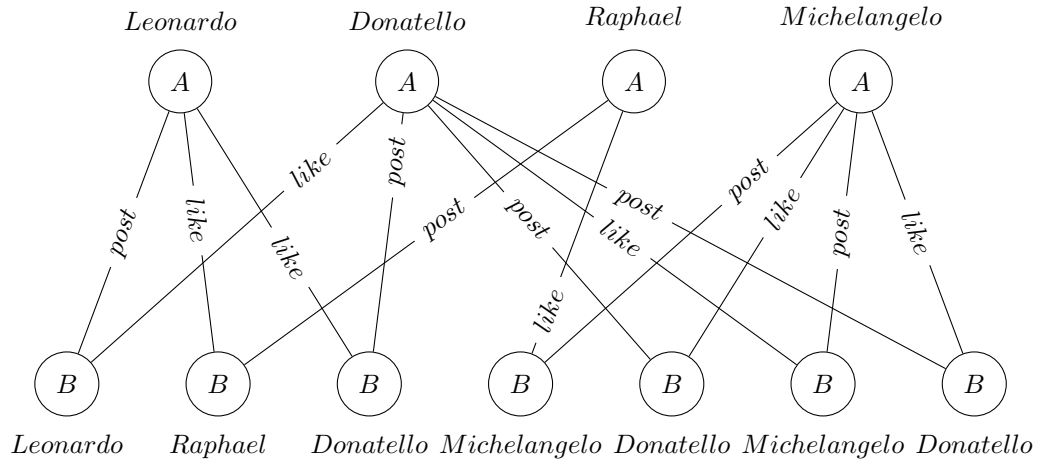 Leonardo Donatello Raphael Michelangelo
A A A A
like post
post like like post post post like post like post like
like
B B B B B B B
Leonardo Raphael Donatello Michelangelo Donatello Michelangelo Donatello